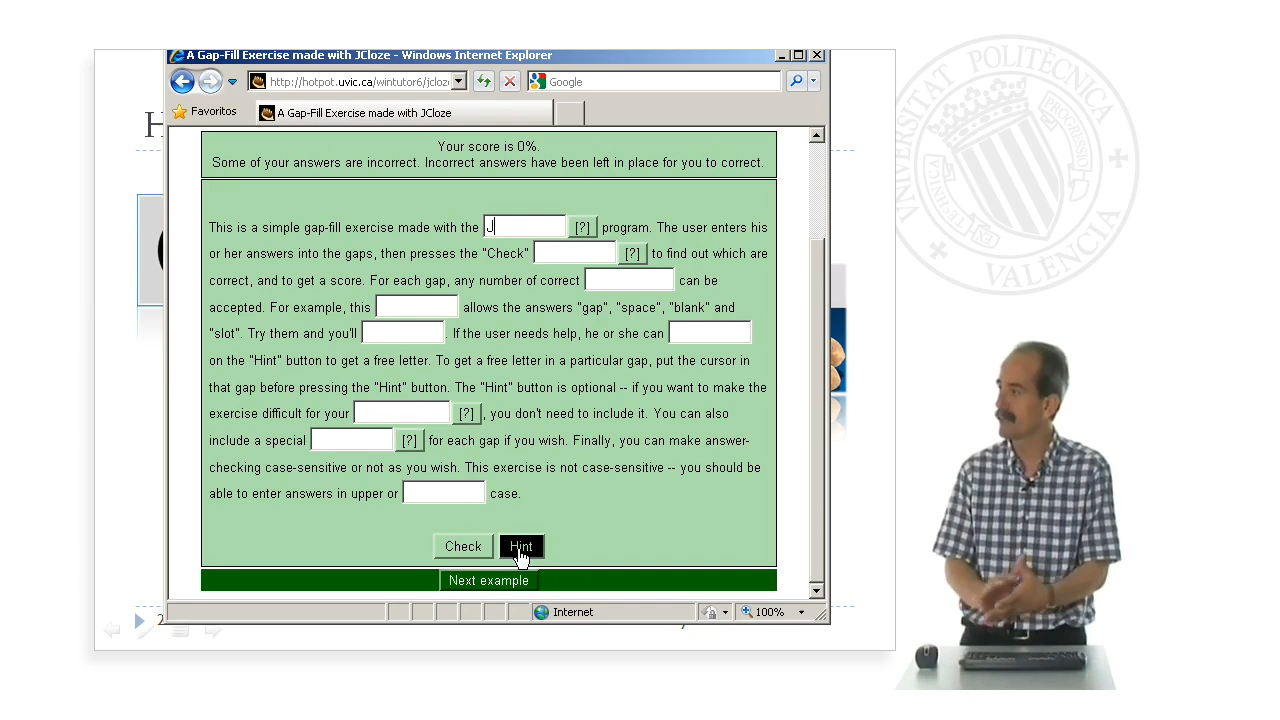 A Gap-Fill Exercise made with JCloze - Windows Internet Explorer
http://hotpot.uvic.ca/wintutor6/jcloz
Google
Favoritos
A Gap-Fill Exercise made with JCloze
H
Your score is 0%.
Some of your answers are incorrect. Incorrect answers have been left in place for you to correct.
This is a simple gap-fill exercise made with the J [?] program. The user enters his
or her answers into the gaps, then presses the "Check" [?] to find out which are
correct, and to get a score. For each gap, any number of correct can be
accepted. For example, this allows the answers "gap", "space", "blank" and
"slot". Try them and you'll . If the user needs help, he or she can
on the "Hint" button to get a free letter. To get a free letter in a particular gap, put the cursor in
that gap before pressing the "Hint" button. The "Hint" button is optional -- if you want to make the
exercise difficult for your [?] , you don't need to include it. You can also
include a special [?] for each gap if you wish. Finally, you can make answer-
checking case-sensitive or not as you wish. This exercise is not case-sensitive -- you should be
able to enter answers in upper or case.
Check Hint
Next example
Internet
100%
2
UNIVERSITAT POLITÈCNICA
VALÈNCIA